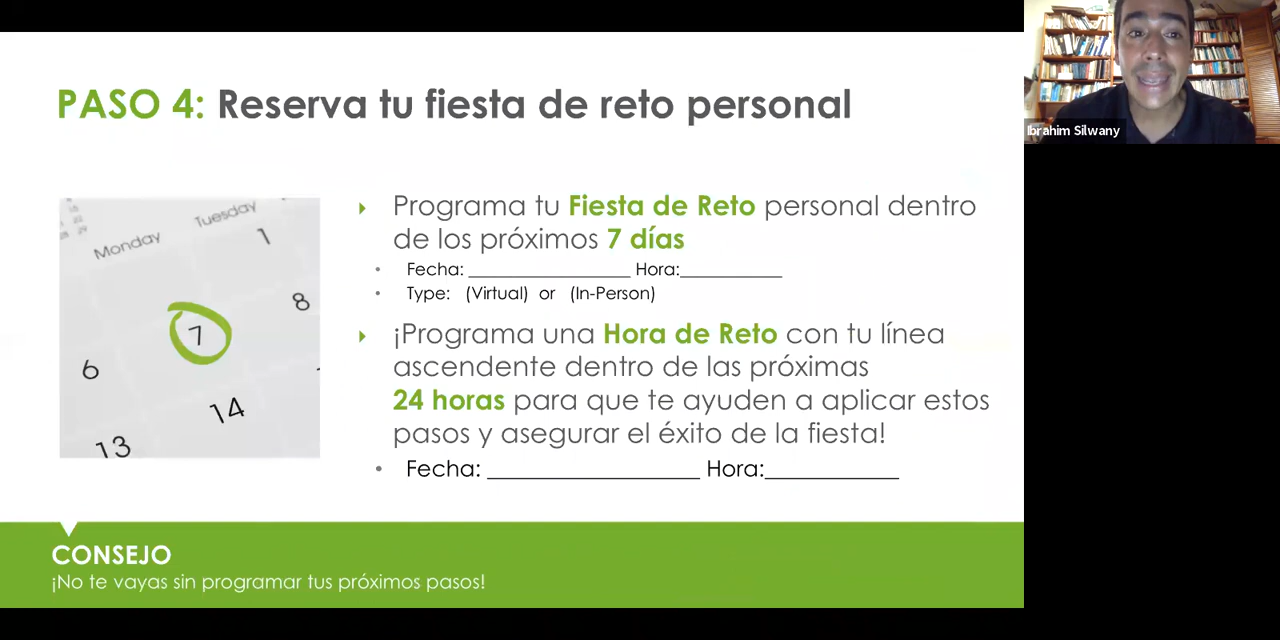 PASO 4: Reserva tu fiesta de reto personal
Monday
Tuesday
1
8
7
6
14
13
Programa tu Fiesta de Reto personal dentro
de los próximos 7 días
Fecha: _________________ Hora:___________
Type: (Virtual) or (In-Person)
¡Programa una Hora de Reto con tu línea
ascendente dentro de las próximas
24 horas para que te ayuden a aplicar estos
pasos y asegurar el éxito de la fiesta!
Fecha: ___________________ Hora:____________
CONSEJO
¡No te vayas sin programar tus próximos pasos!
Ibrahim Silwany